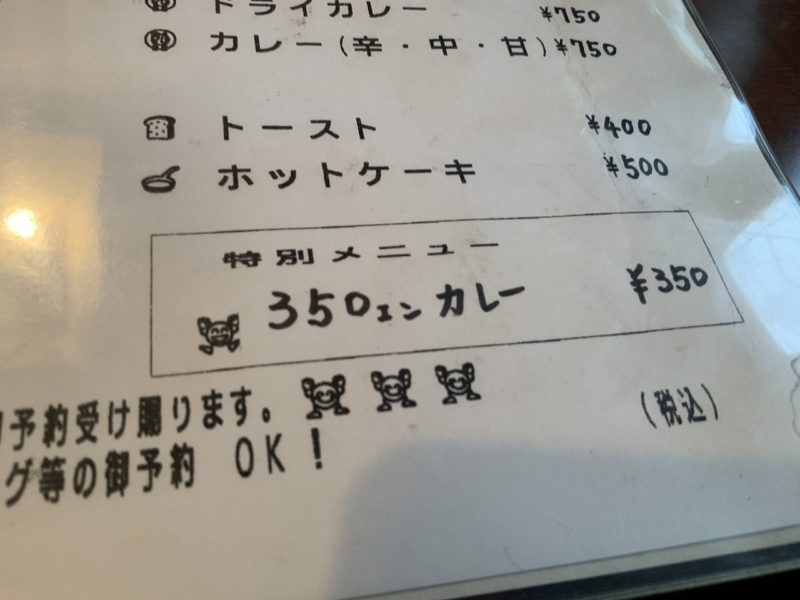 ドライカレー ¥750
カレー(辛・中・甘) ¥750
トースト ¥400
ホットケーキ ¥500
特別メニュー
350エン カレー ¥350
予約受け賜ります。
(税込)
グ等の御予約 OK!